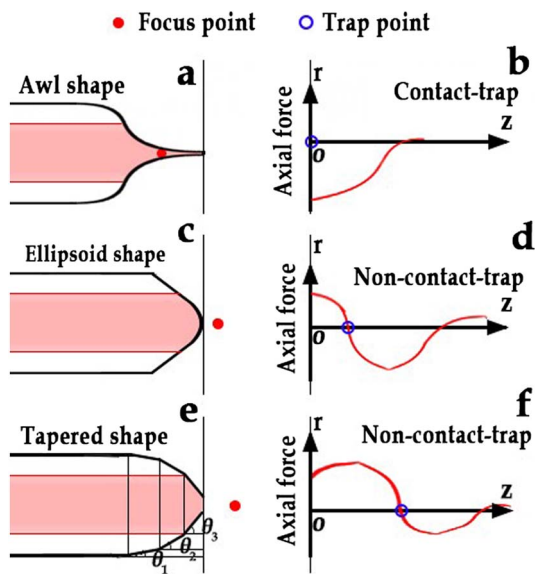 Focus point Trap point
Awl shape a
b
Contact-trap
Axial force r z o
Ellipsoid shape c
d
Non-contact-trap
Axial force r z o
Tapered shape e
θ1 θ2 θ3
f
Non-contact-trap
Axial force r z o